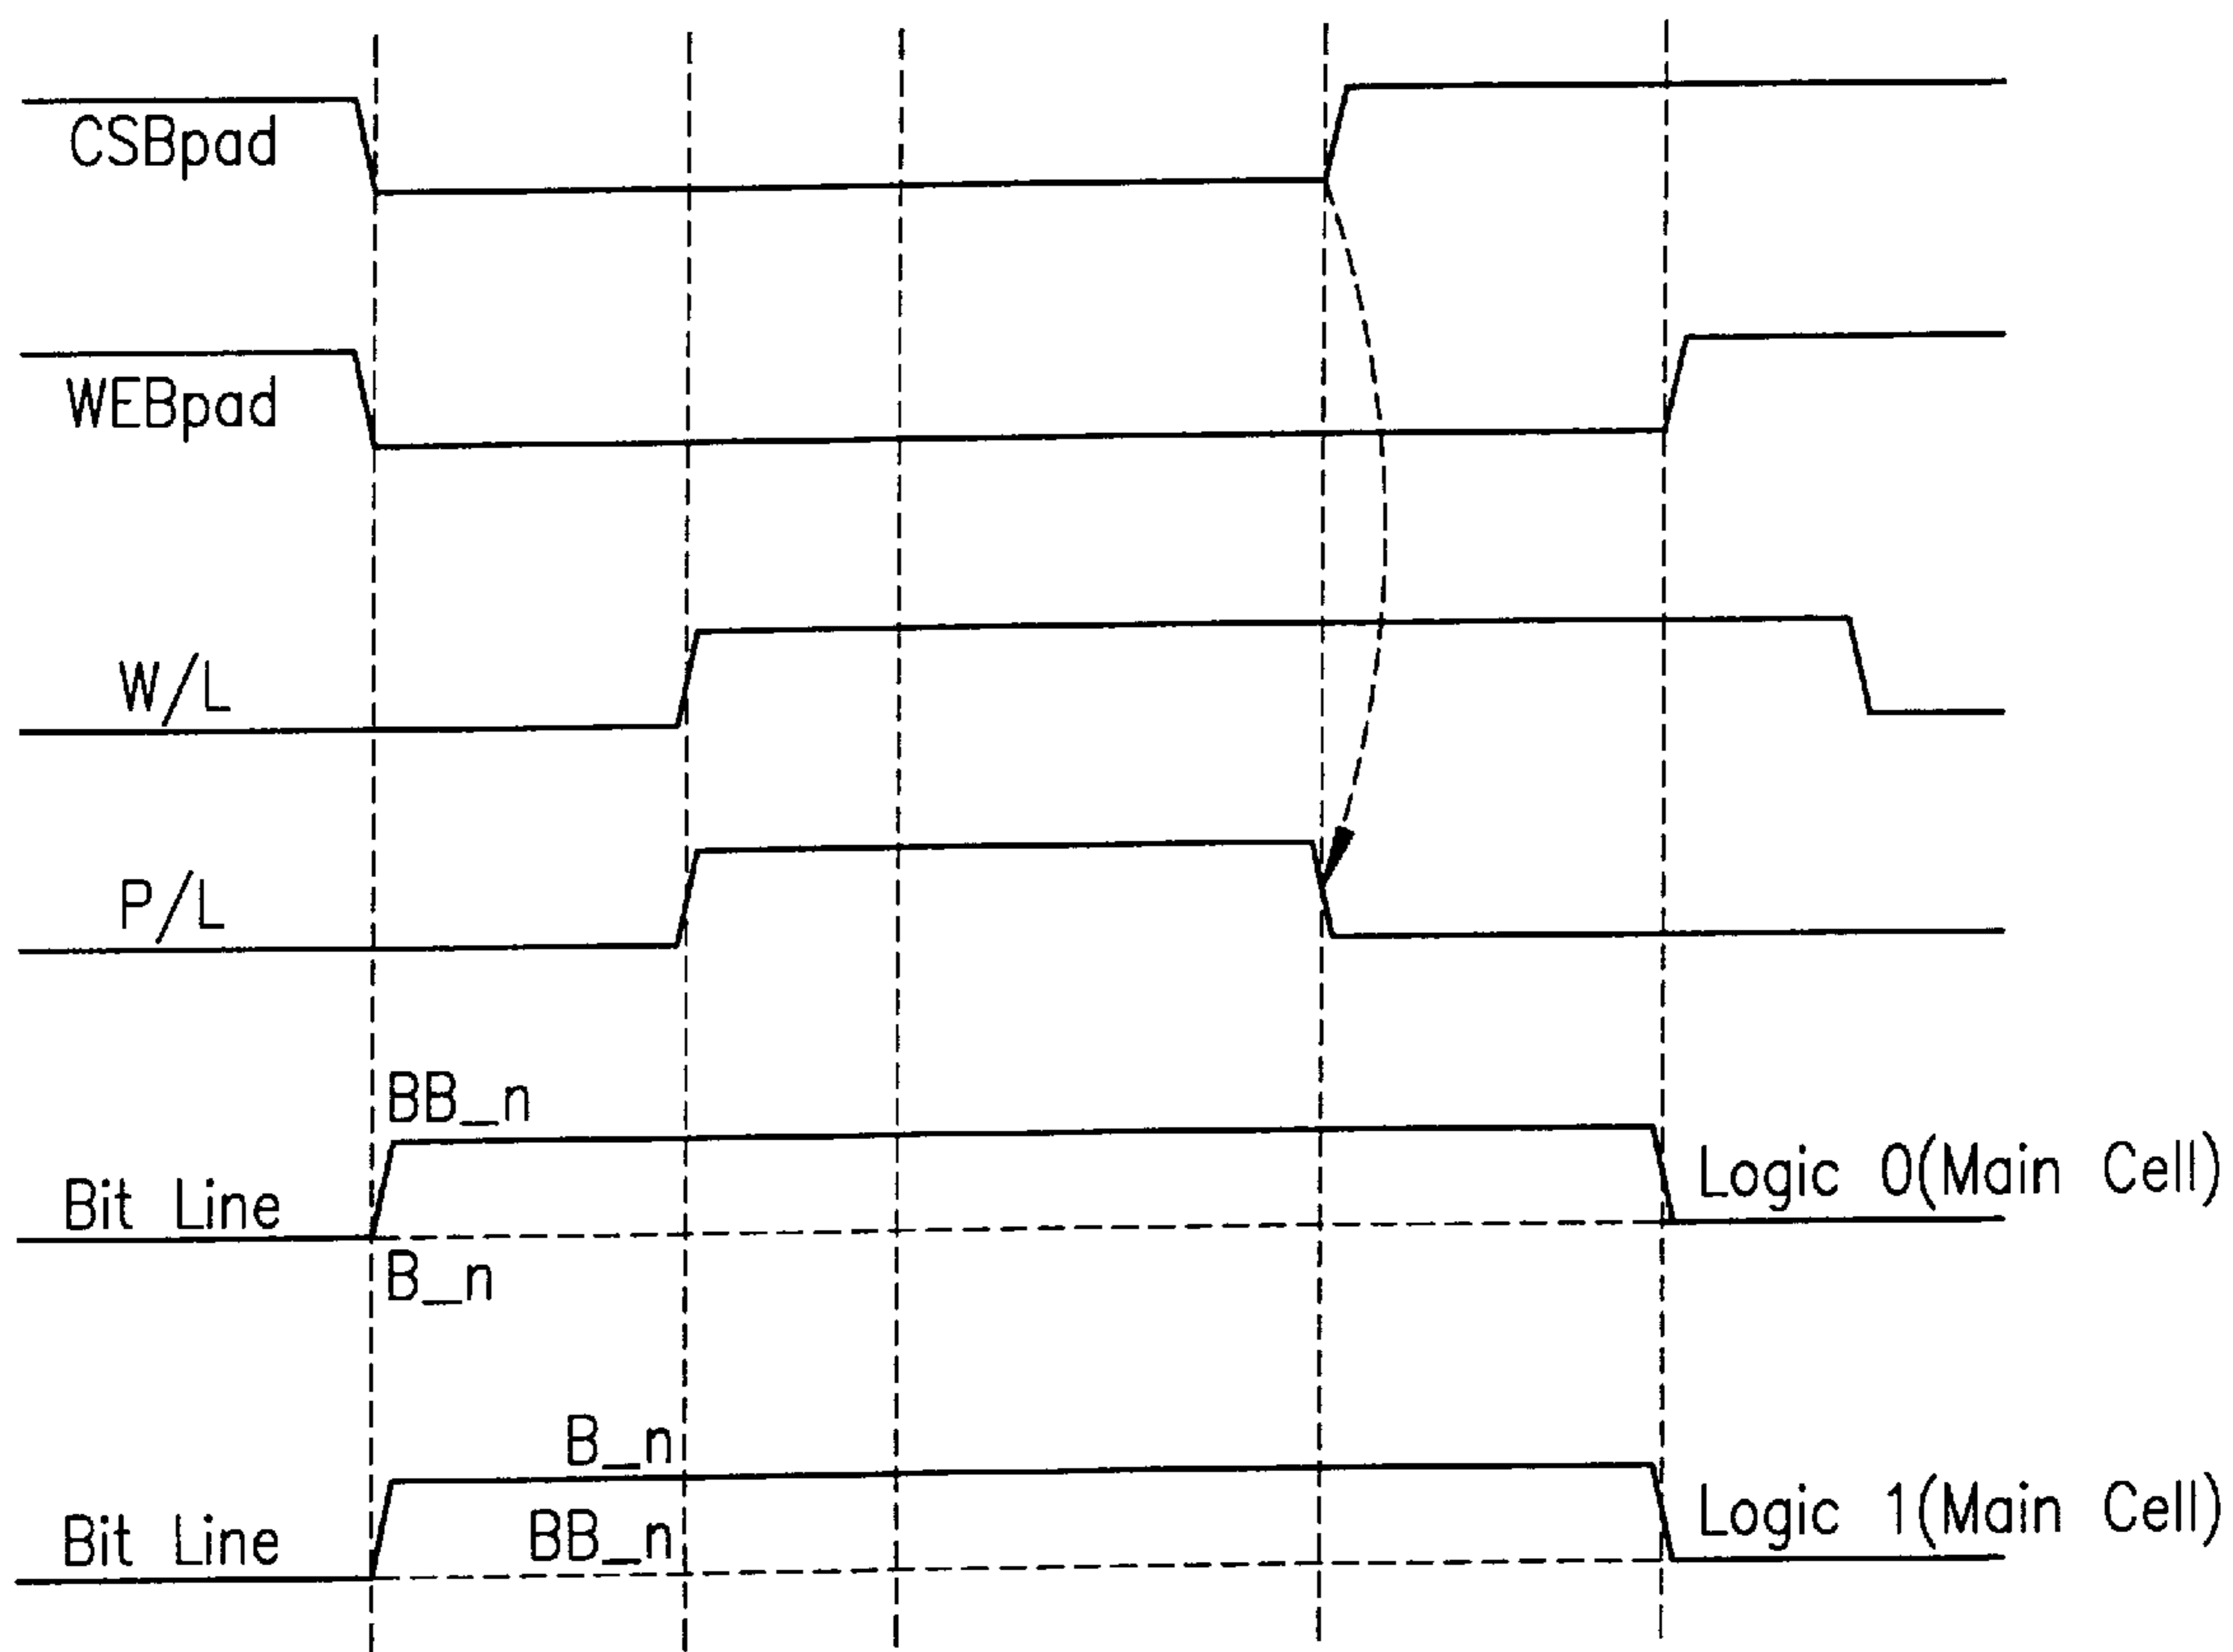 CSBpad
WEBpad
W/L
P/L
BB_n
Bit Line
Logic 0(Main Cell)
B_n
B_n
Bit Line
BB_n
Logic 1(Main Cell)